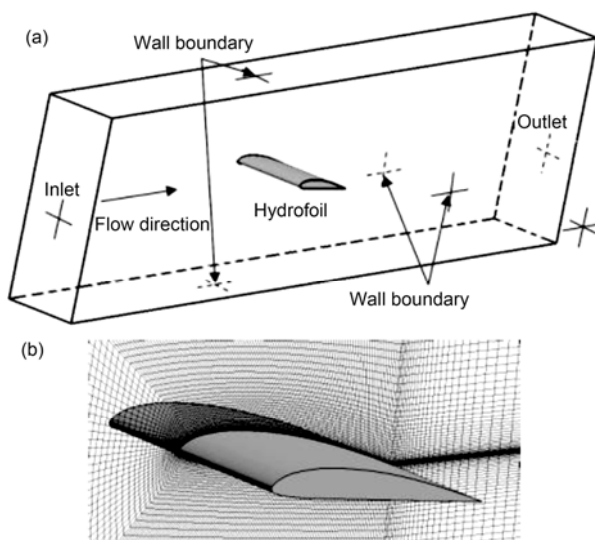 (a)
Wall boundary
Outlet
Inlet
Flow direction
Hydrofoil
Wall boundary
(b)